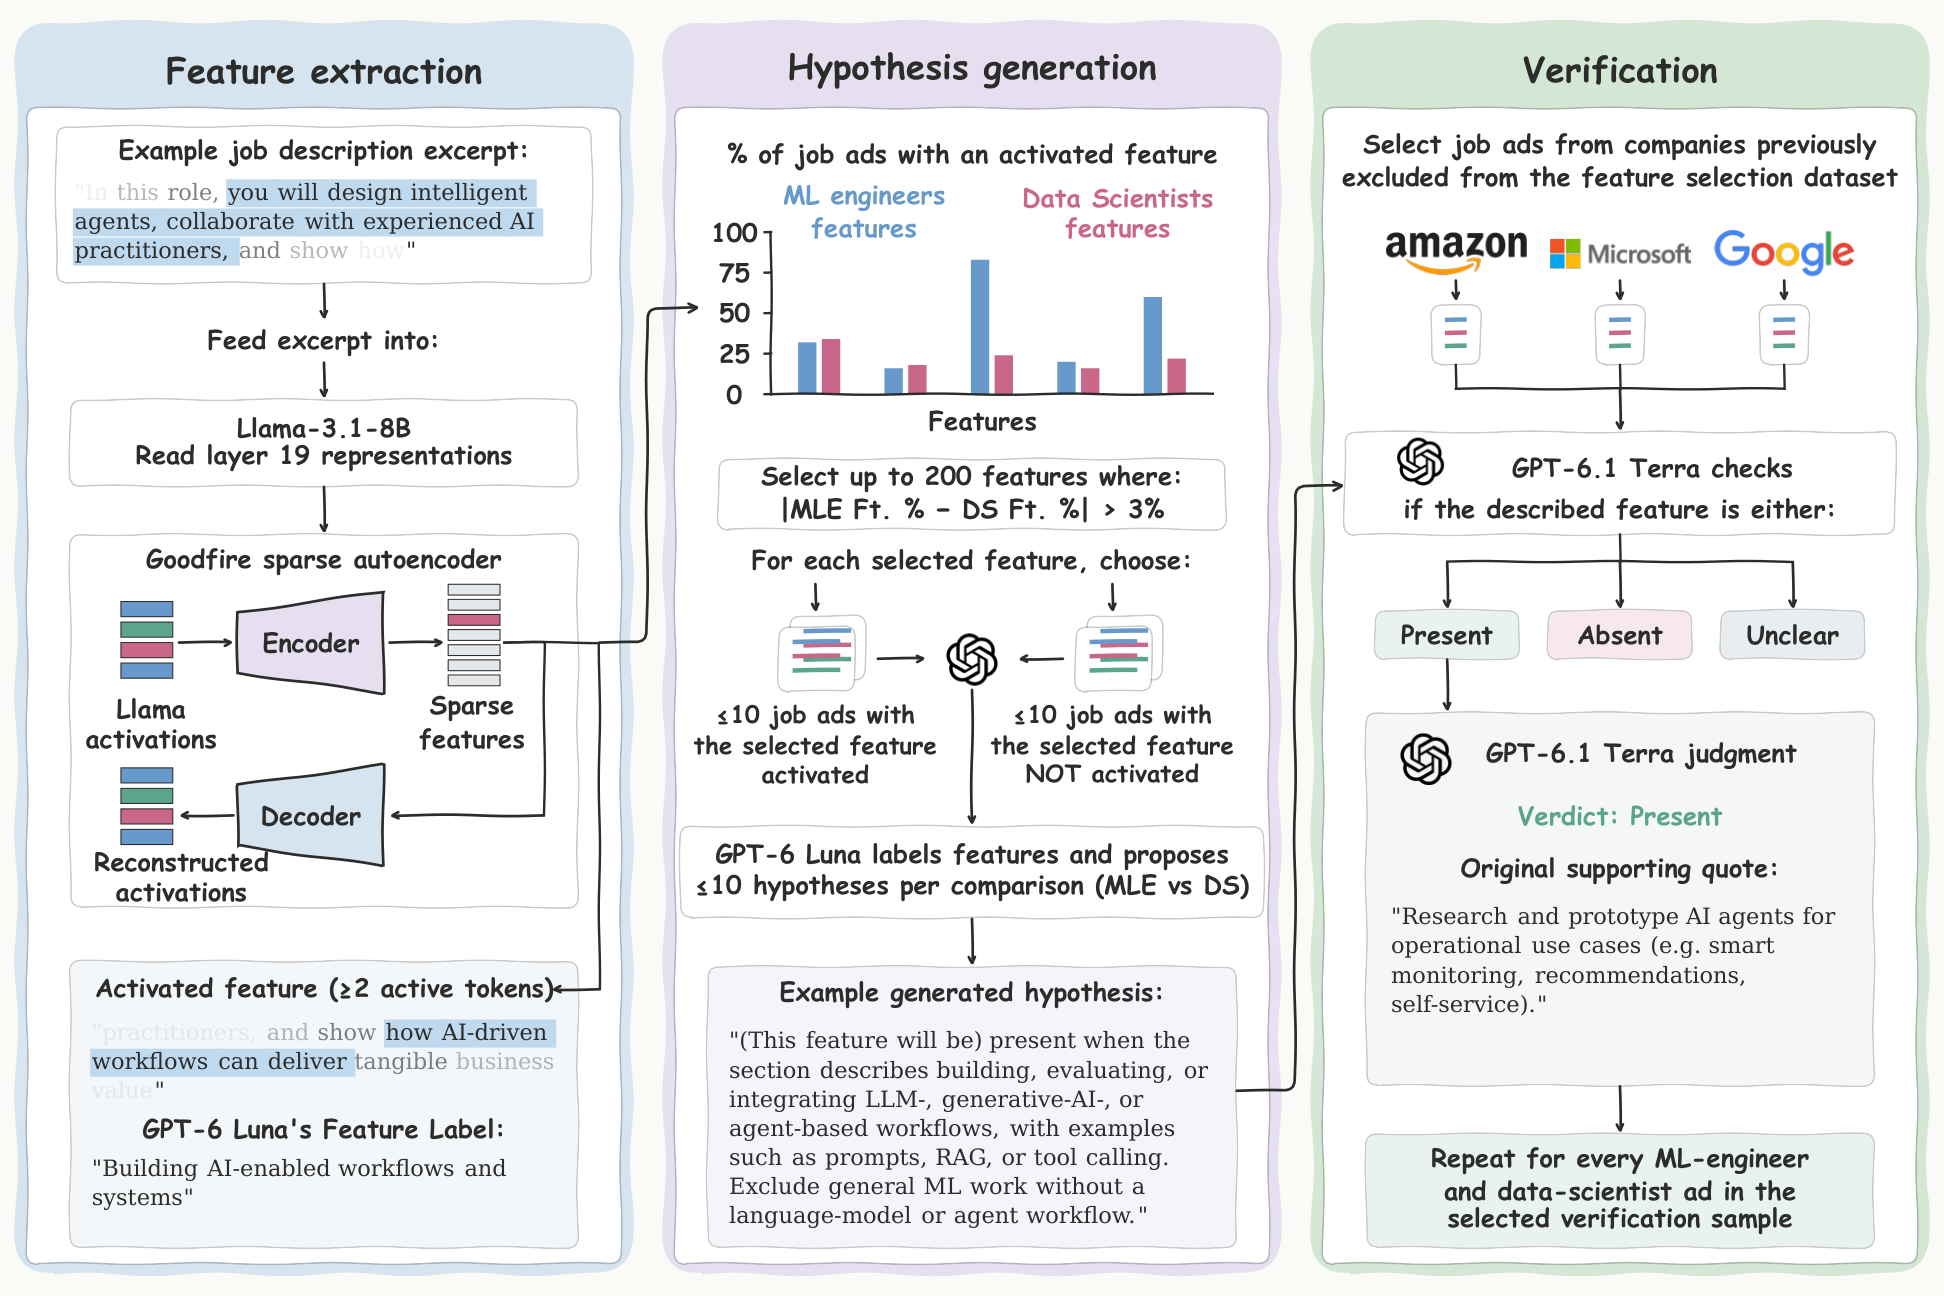 Feature extraction
Example job description excerpt:
"In this role, you will design intelligent
agents, collaborate with experienced AI
practitioners, and show how"
Feed excerpt into:
Llama-3.1-8B
Read layer 19 representations
Goodfire sparse autoencoder
Encoder
Llama
activations
Sparse
features
Decoder
Reconstructed
activations
Activated feature (≥2 active tokens)
"practitioners, and show how AI-driven
workflows can deliver tangible business
value"
GPT-6 Luna's Feature Label:
"Building AI-enabled workflows and
systems"
Hypothesis generation
% of job ads with an activated feature
ML engineers
features
Data Scientists
features
100
75
50
25
0
Features
Select up to 200 features where:
|MLE Ft. % − DS Ft. %| > 3%
For each selected feature, choose:
≤10 job ads with
the selected feature
activated
≤10 job ads with
the selected feature
NOT activated
GPT-6 Luna labels features and proposes
≤10 hypotheses per comparison (MLE vs DS)
Example generated hypothesis:
"(This feature will be) present when the
section describes building, evaluating, or
integrating LLM-, generative-AI-, or
agent-based workflows, with examples
such as prompts, RAG, or tool calling.
Exclude general ML work without a
language-model or agent workflow."
Verification
Select job ads from companies previously
excluded from the feature selection dataset
amazon
Microsoft
Google
GPT-6.1 Terra checks
if the described feature is either:
Present
Absent
Unclear
GPT-6.1 Terra judgment
Verdict: Present
Original supporting quote:
"Research and prototype AI agents for
operational use cases (e.g. smart
monitoring, recommendations,
self-service)."
Repeat for every ML-engineer
and data-scientist ad in the
selected verification sample